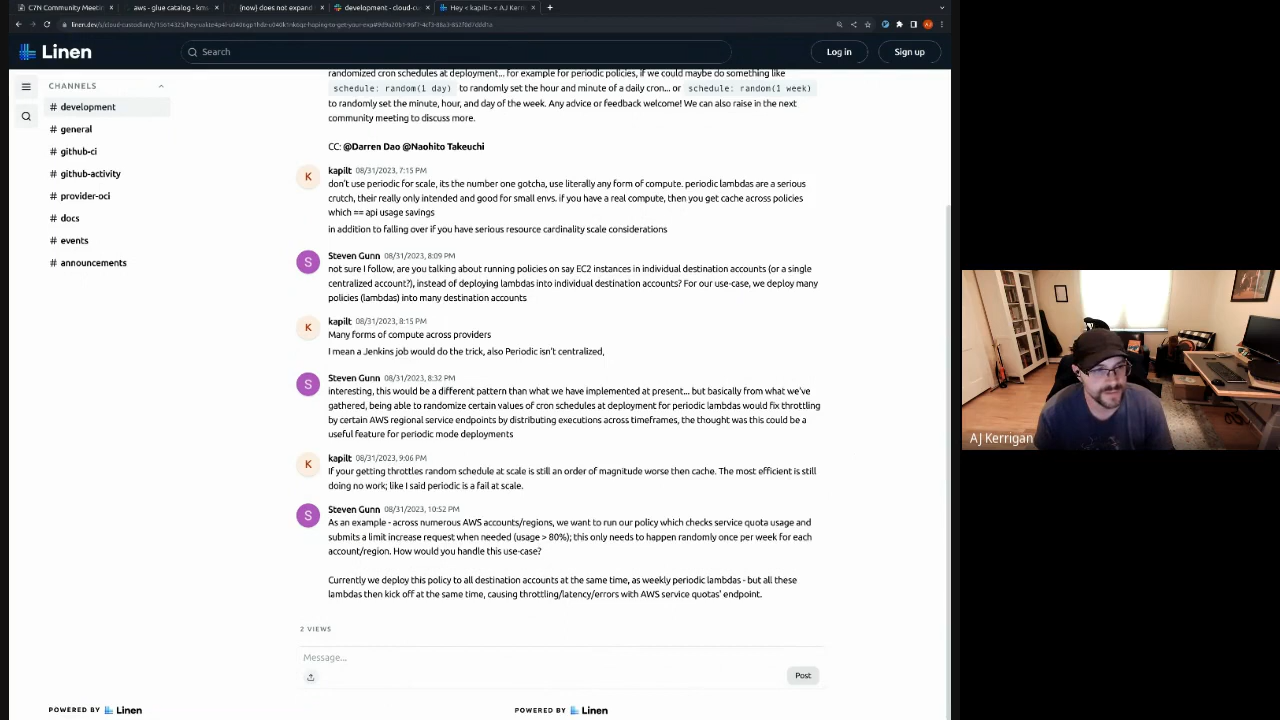 C7N Community Meetin
aws - glue catalog - km
(now) does not expand
development - cloud-cu
Hey < kapilt> < AJ Kerri
Linen
Search
Log in
Sign up
CHANNELS
# development
# general
# github-ci
# github-activity
# provider-oci
# docs
# events
# announcements
randomized cron schedules at deployment... for example for periodic policies, if we could maybe do something like
schedule: random(1 day) to randomly set the hour and minute of a daily cron... or schedule: random(1 week)
to randomly set the minute, hour, and day of the week. Any advice or feedback welcome! We can also raise in the next
community meeting to discuss more.
CC: @Darren Dao @Naohito Takeuchi
K
kapilt 08/31/2023, 7:15 PM
don't use periodic for scale, its the number one gotcha, use literally any form of compute. periodic lambdas are a serious
crutch, their really only intended and good for small envs. if you have a real compute, then you get cache across policies
which == api usage savings
in addition to falling over if you have serious resource cardinality scale considerations
S
Steven Gunn 08/31/2023, 8:09 PM
not sure I follow, are you talking about running policies on say EC2 instances in individual destination accounts (or a single
centralized account?), instead of deploying lambdas into individual destination accounts? For our use-case, we deploy many
policies (lambdas) into many destination accounts
K
kapilt 08/31/2023, 8:15 PM
Many forms of compute across providers
I mean a Jenkins job would do the trick, also Periodic isn't centralized,
S
Steven Gunn 08/31/2023, 8:32 PM
interesting, this would be a different pattern than what we have implemented at present... but basically from what we've
gathered, being able to randomize certain values of cron schedules at deployment for periodic lambdas would fix throttling
by certain AWS regional service endpoints by distributing executions across timeframes, the thought was this could be a
useful feature for periodic mode deployments
K
kapilt 08/31/2023, 9:06 PM
If your getting throttles random schedule at scale is still an order of magnitude worse then cache. The most efficient is still
doing no work; like I said periodic is a fail at scale.
S
Steven Gunn 08/31/2023, 10:52 PM
As an example - across numerous AWS accounts/regions, we want to run our policy which checks service quota usage and
submits a limit increase request when needed (usage > 80%); this only needs to happen randomly once per week for each
account/region. How would you handle this use-case?
Currently we deploy this policy to all destination accounts at the same time, as weekly periodic lambdas - but all these
lambdas then kick off at the same time, causing throttling/latency/errors with AWS service quotas' endpoint.
2 VIEWS
Message...
Post
POWERED BY Linen
POWERED BY Linen
AJ Kerrigan